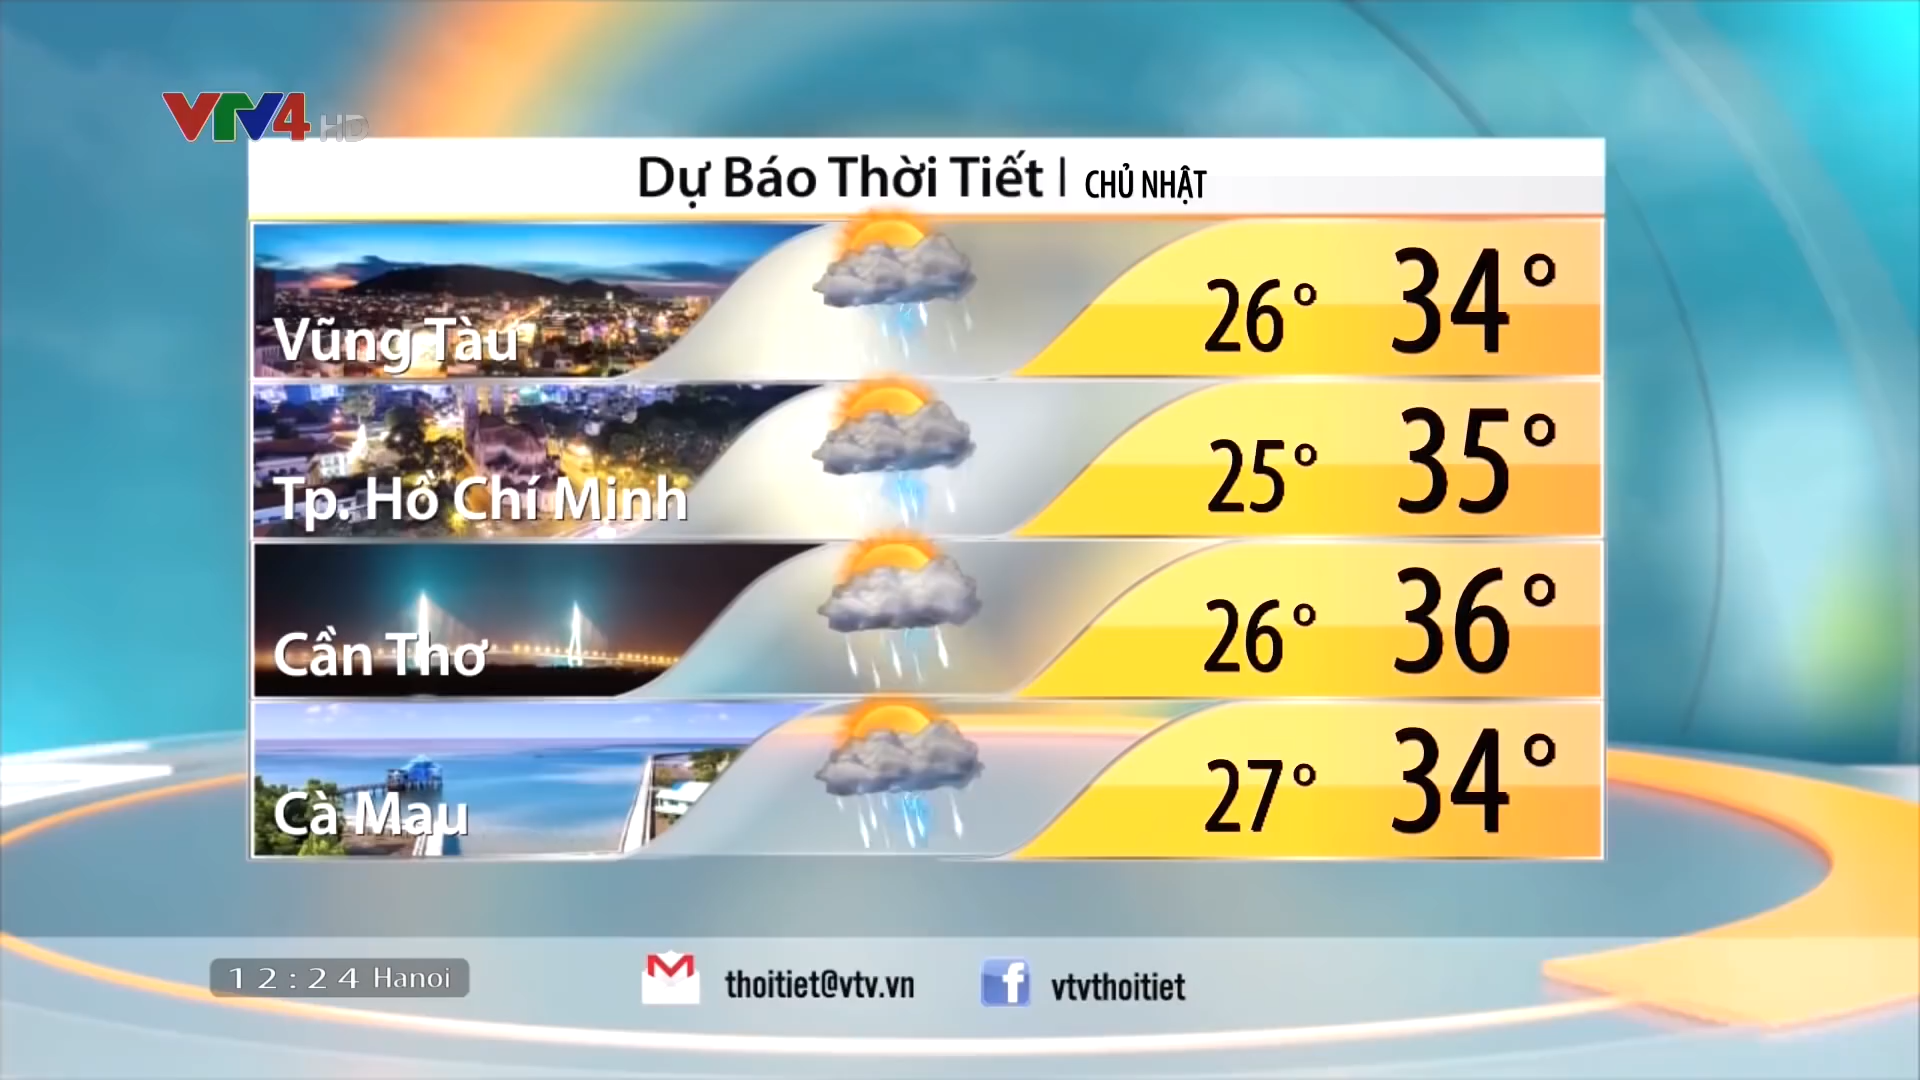 VTV4 HD
Dự Báo Thời Tiết | CHỦ NHẬT
Vũng Tàu 26° 34°
Tp. Hồ Chí Minh 25° 35°
Cần Thơ 26° 36°
Cà Mau 27° 34°
12:24 Hanoi thoitiet@vtv.vn f vtvthoitiet